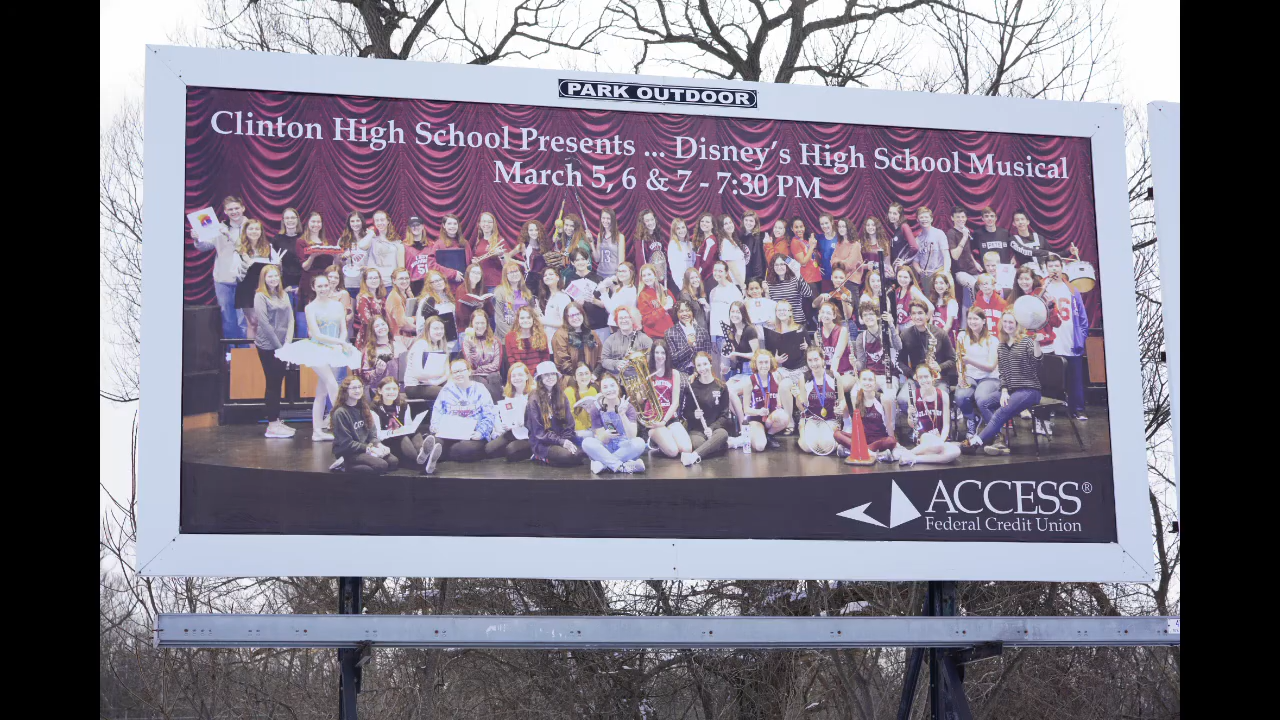 PARK OUTDOOR
Clinton High School Presents ... Disney's High School Musical
March 5, 6 & 7 - 7:30 PM
ACCESS®
Federal Credit Union